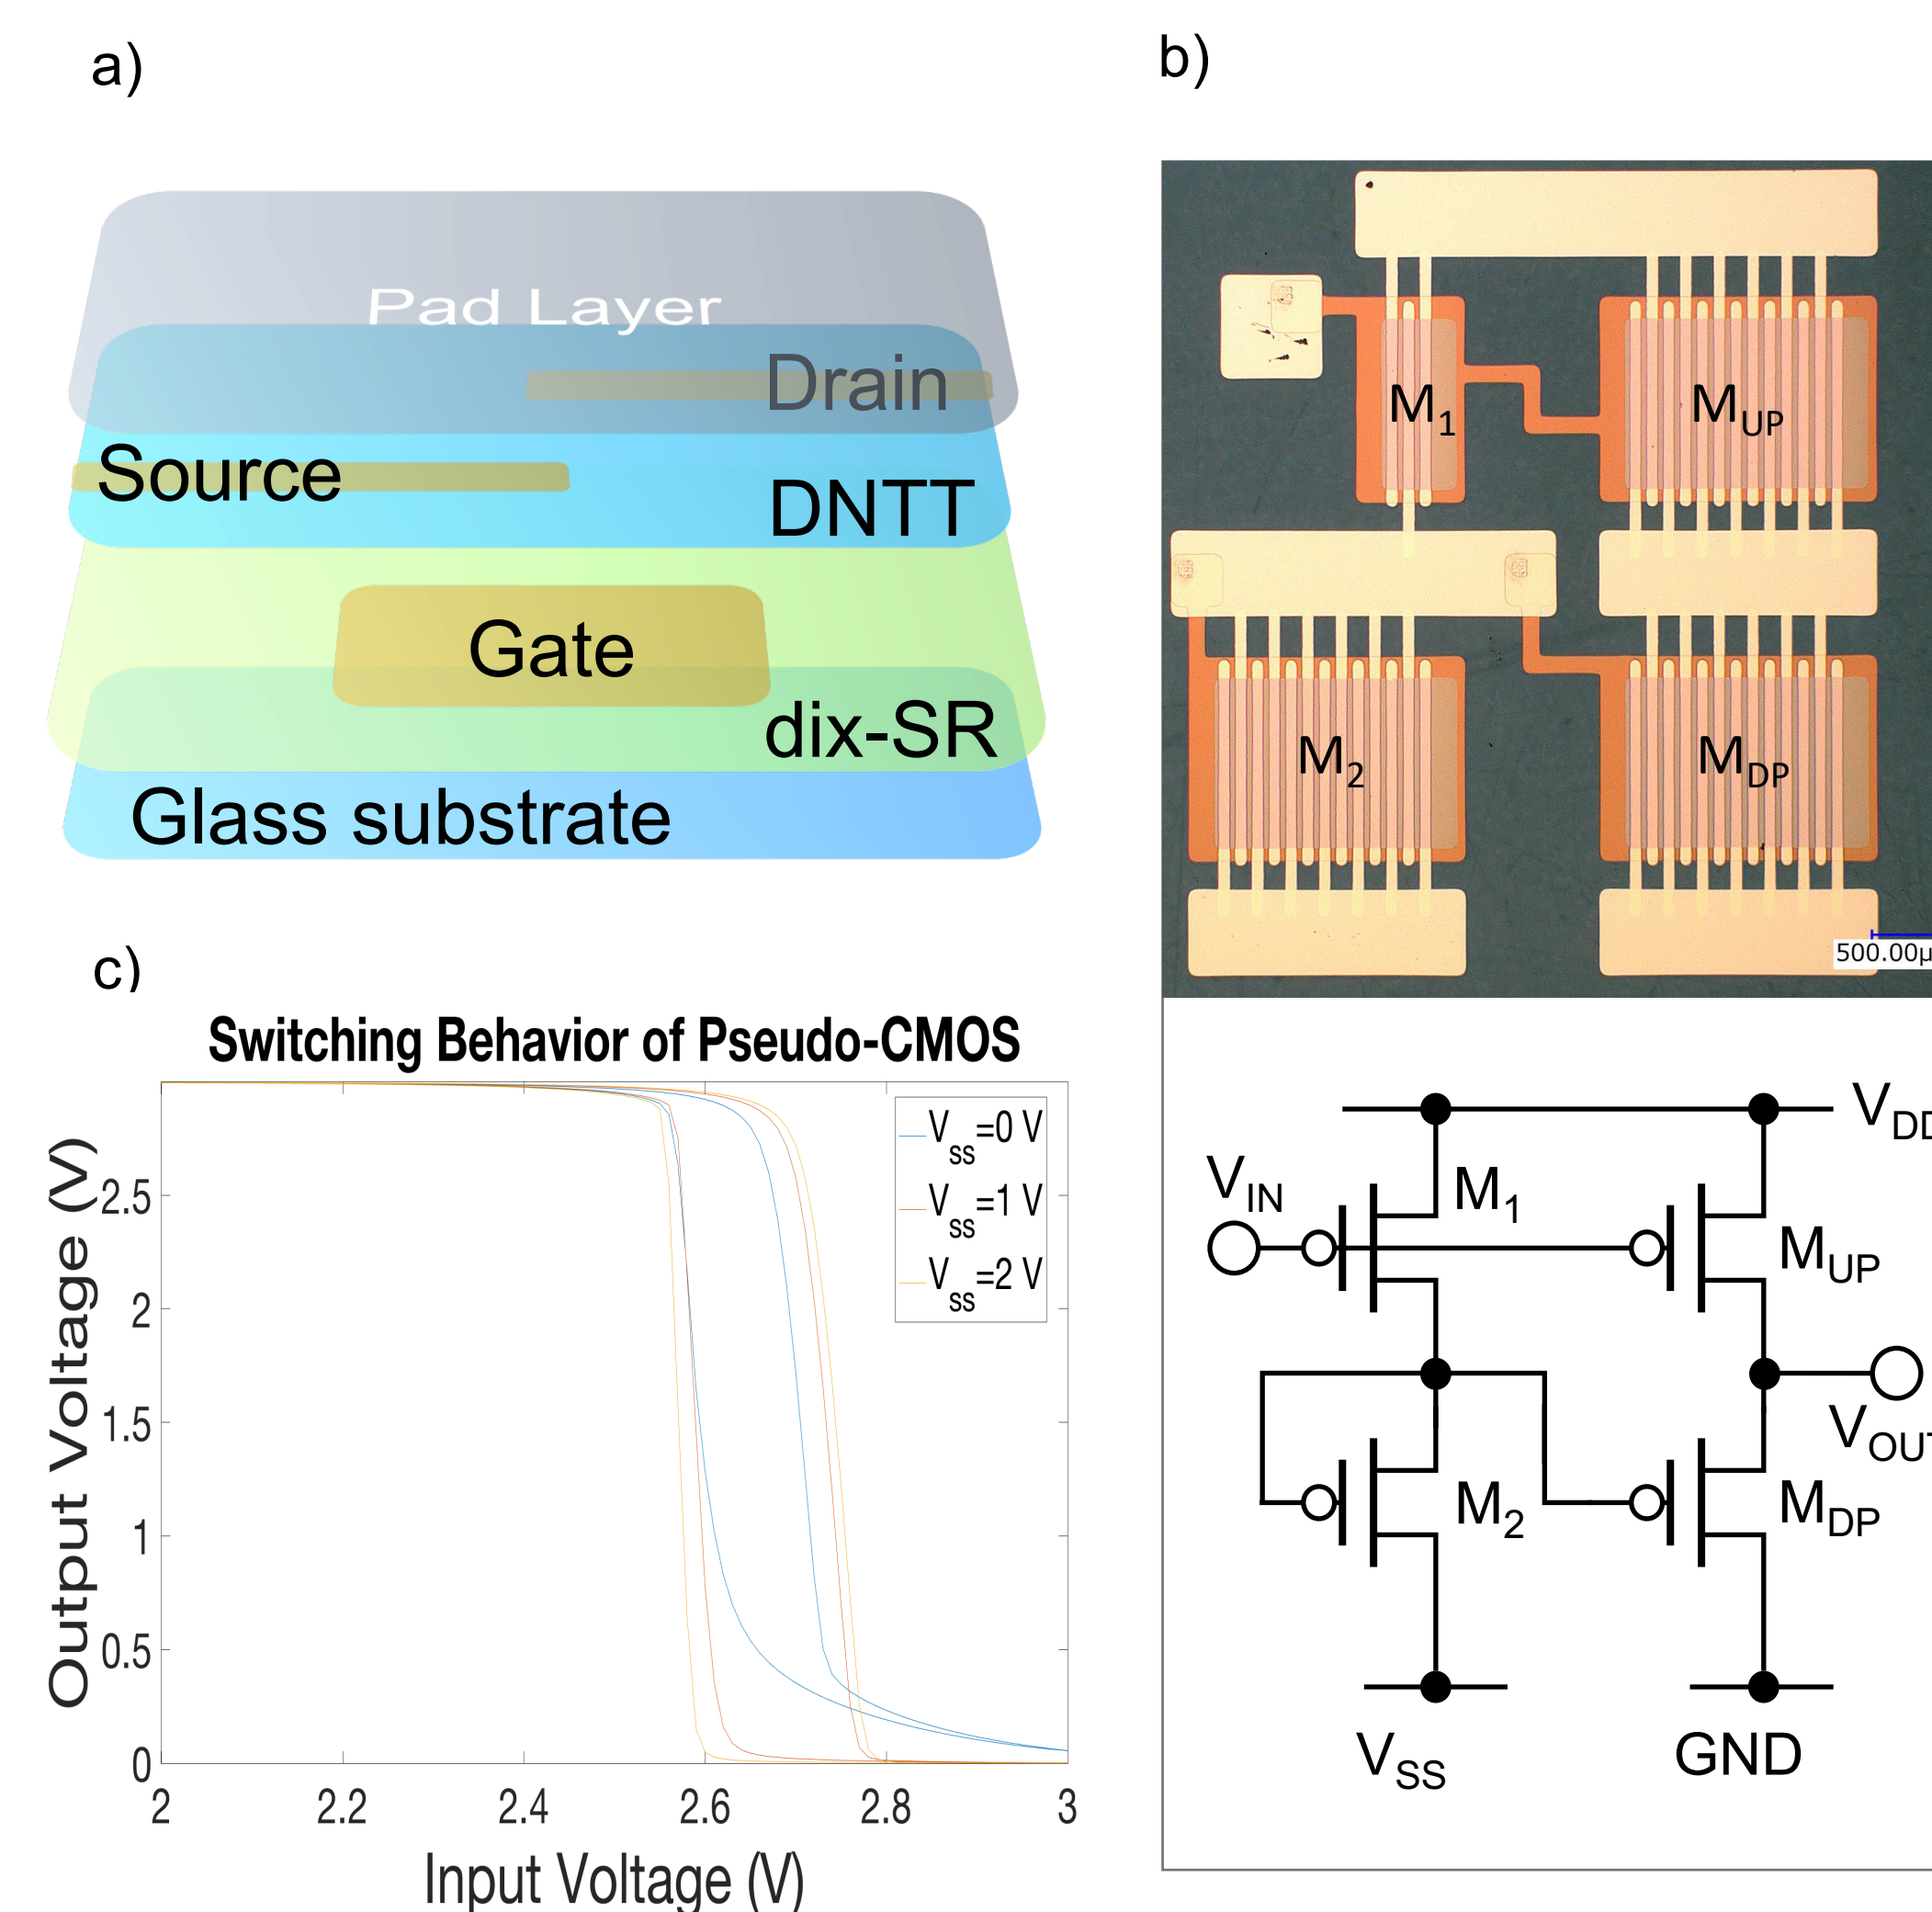 a)
Pad Layer
Drain
Source
DNTT
Gate
dix-SR
Glass substrate
b)
M1
MUP
M2
MDP
500.00µ
VDD
VIN
M1
MUP
VOUT
M2
MDP
VSS
GND
c)
Switching Behavior of Pseudo-CMOS
Vss=0 V
Vss=1 V
Vss=2 V
Output Voltage (V)
2.5
2
1.5
1
0.5
0
2 2.2 2.4 2.6 2.8 3
Input Voltage (V)